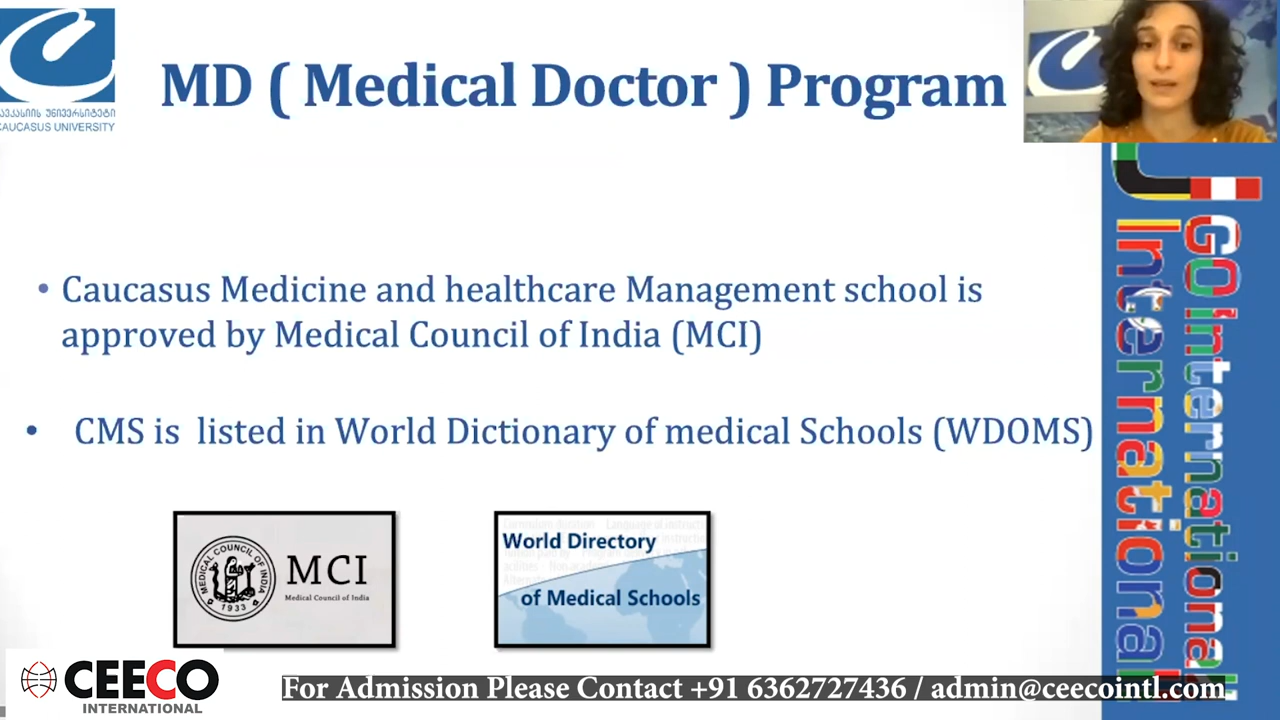 MD ( Medical Doctor ) Program
CAUCASUS UNIVERSITY
• Caucasus Medicine and healthcare Management school is
approved by Medical Council of India (MCI)
• CMS is listed in World Dictionary of medical Schools (WDOMS)
MEDICAL COUNCIL OF INDIA
1933
MCI
Medical Council of India
World Directory
of Medical Schools
GO International
International
CEECO
INTERNATIONAL
For Admission Please Contact +91 6362727436 / admin@ceecointl.com